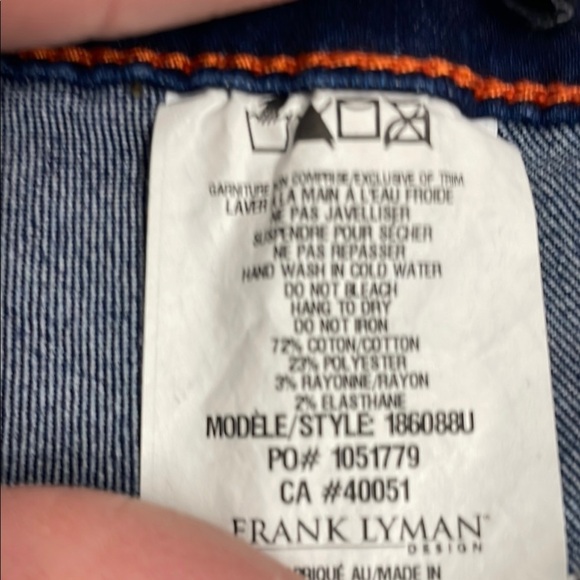 GARNITURE NON COMPRISE/EXCLUSIVE OF TRIM
LAVER À LA MAIN À L'EAU FROIDE
NE PAS JAVELLISER
SUSPENDRE POUR SÉCHER
NE PAS REPASSER
HAND WASH IN COLD WATER
DO NOT BLEACH
HANG TO DRY
DO NOT IRON
72% COTON/COTTON
23% POLYESTER
3% RAYONNE/RAYON
2% ELASTHANE
MODÈLE/STYLE: 186088U
PO# 1051779
CA #40051
FRANK LYMAN
DESIGN
AU/MADE IN